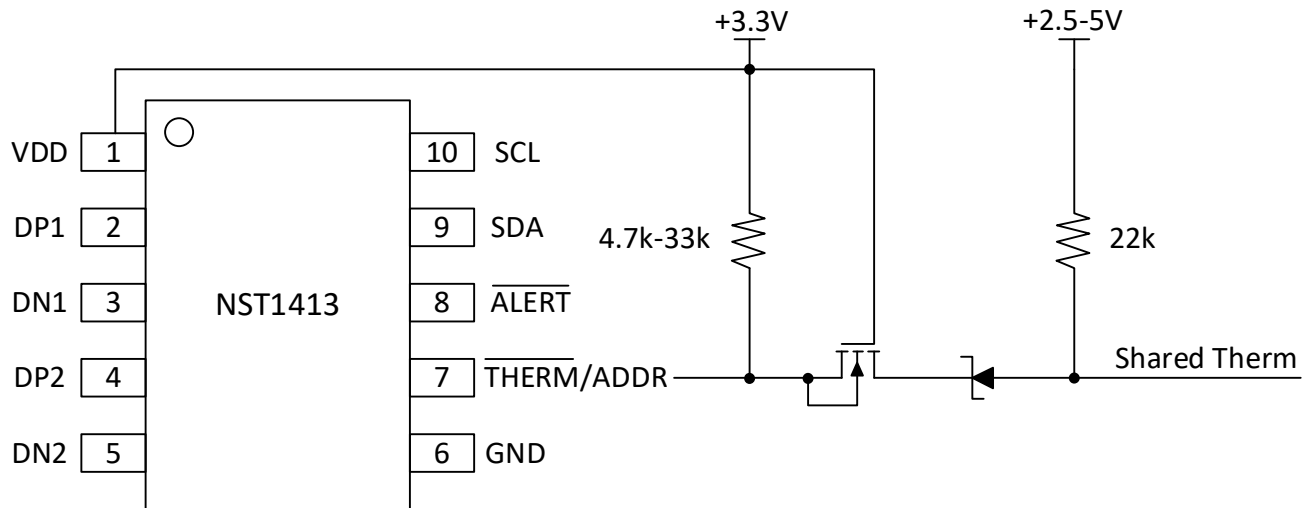 +3.3V
+2.5-5V
VDD 1
10 SCL
DP1 2
9 SDA
4.7k-33k
22k
DN1 3
NST1413
8 ALERT
Shared Therm
DP2 4
7 THERM/ADDR
DN2 5
6 GND